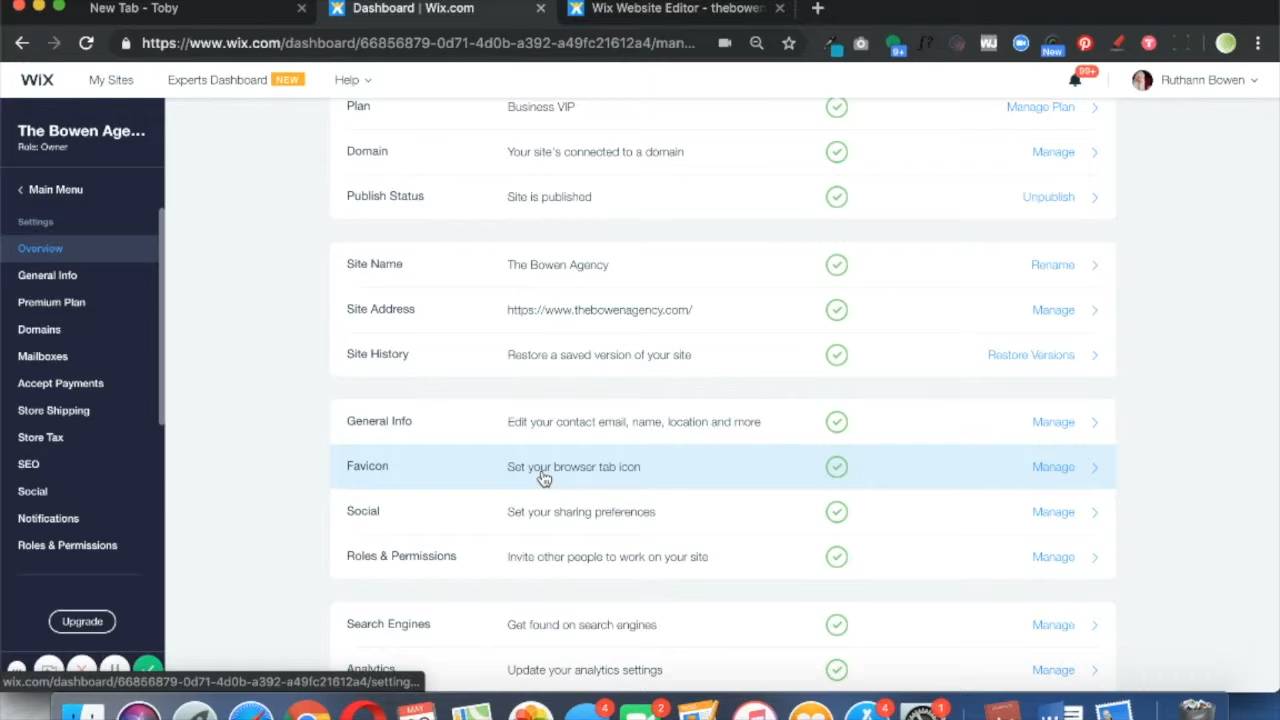 New Tab - Toby
Dashboard | Wix.com
Wix Website Editor - thebowen
https://www.wix.com/dashboard/66856879-0d71-4d0b-a392-a49fc21612a4/man...
9+
f?
WJ
New
WiX
My Sites
Experts Dashboard NEW
Help
99+
Ruthann Bowen
The Bowen Age...
Role: Owner
Main Menu
Settings
Overview
General Info
Premium Plan
Domains
Mailboxes
Accept Payments
Store Shipping
Store Tax
SEO
Social
Notifications
Roles & Permissions
Upgrade
Plan Business VIP Manage Plan
Domain Your site's connected to a domain Manage
Publish Status Site is published Unpublish
Site Name The Bowen Agency Rename
Site Address https://www.thebowenagency.com/ Manage
Site History Restore a saved version of your site Restore Versions
General Info Edit your contact email, name, location and more Manage
Favicon Set your browser tab icon Manage
Social Set your sharing preferences Manage
Roles & Permissions Invite other people to work on your site Manage
Search Engines Get found on search engines Manage
Analytics Update your analytics settings Manage
wix.com/dashboard/66856879-0d71-4d0b-a392-a49fc21612a4/setting...
MAY
4
2
4
1